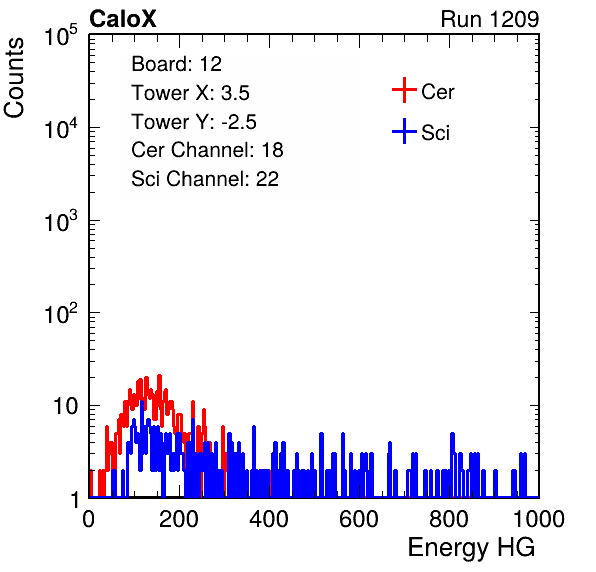 CaloX Run 1209
Counts
Board: 12
Tower X: 3.5
Tower Y: -2.5
Cer Channel: 18
Sci Channel: 22
Cer
Sci
10^5
10^4
10^3
10^2
10
1
0 200 400 600 800 1000
Energy HG